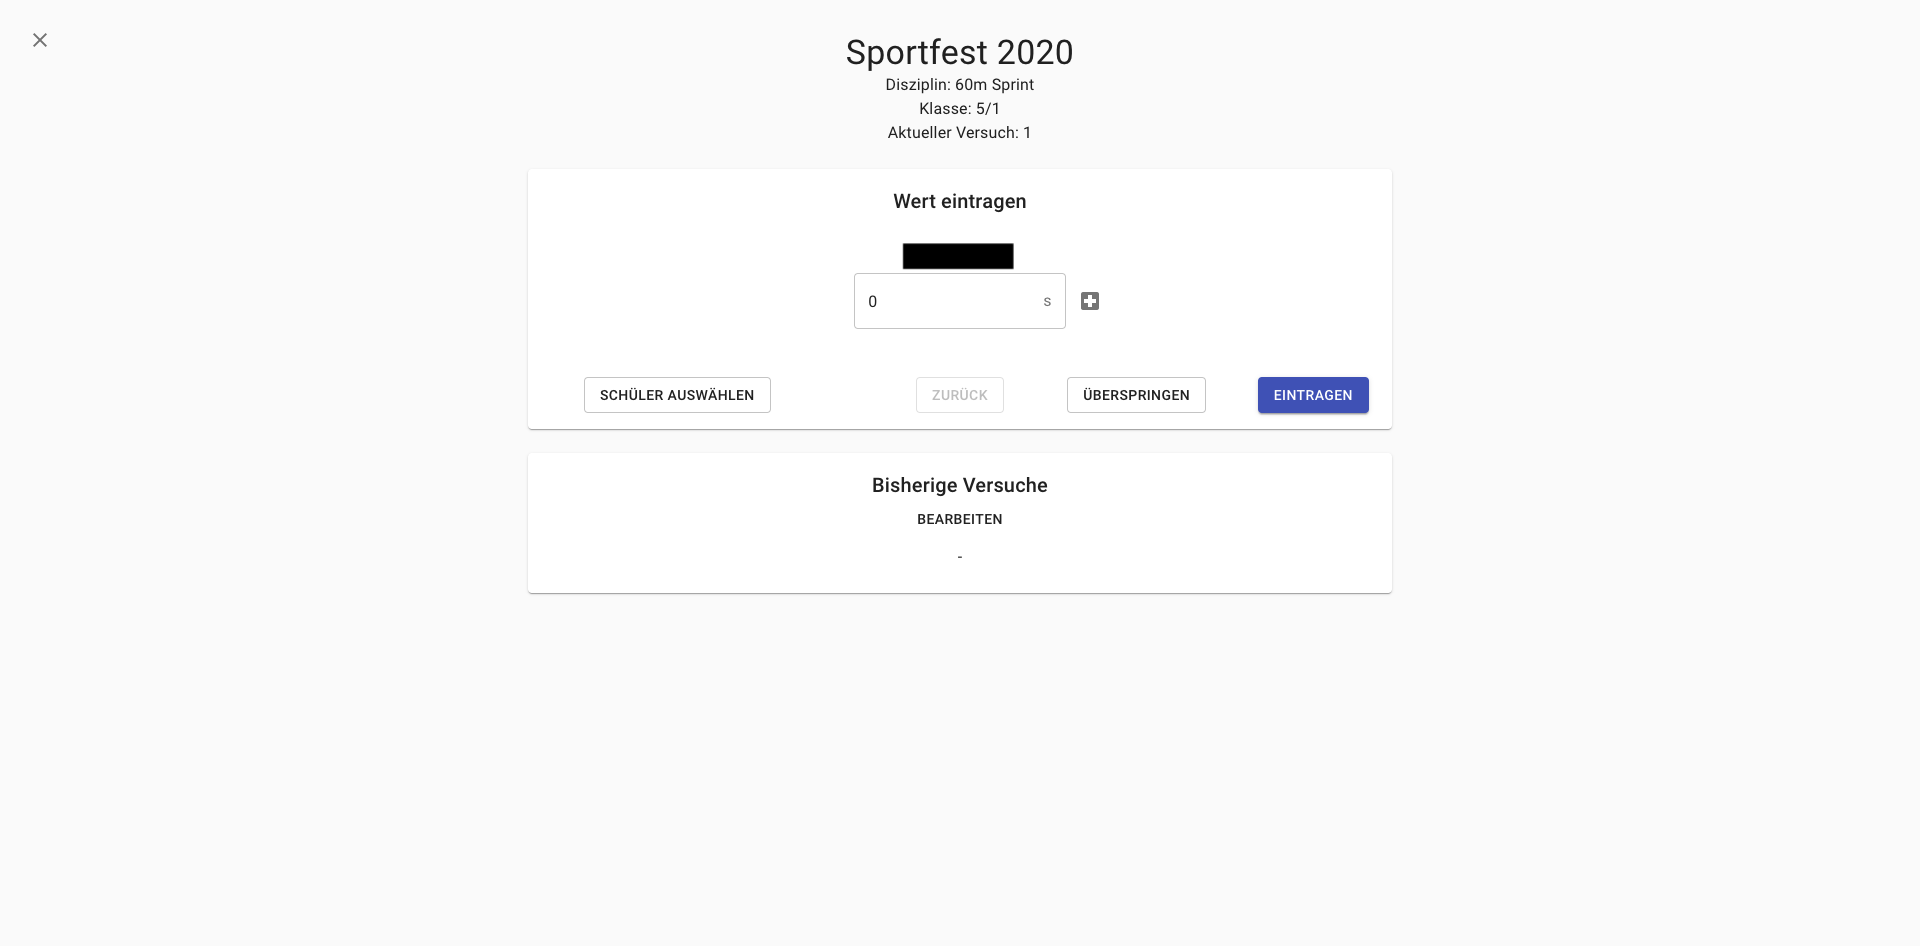 Sportfest 2020
Disziplin: 60m Sprint
Klasse: 5/1
Aktueller Versuch: 1
Wert eintragen
0 s
SCHÜLER AUSWÄHLEN ZURÜCK ÜBERSPRINGEN EINTRAGEN
Bisherige Versuche
BEARBEITEN
-